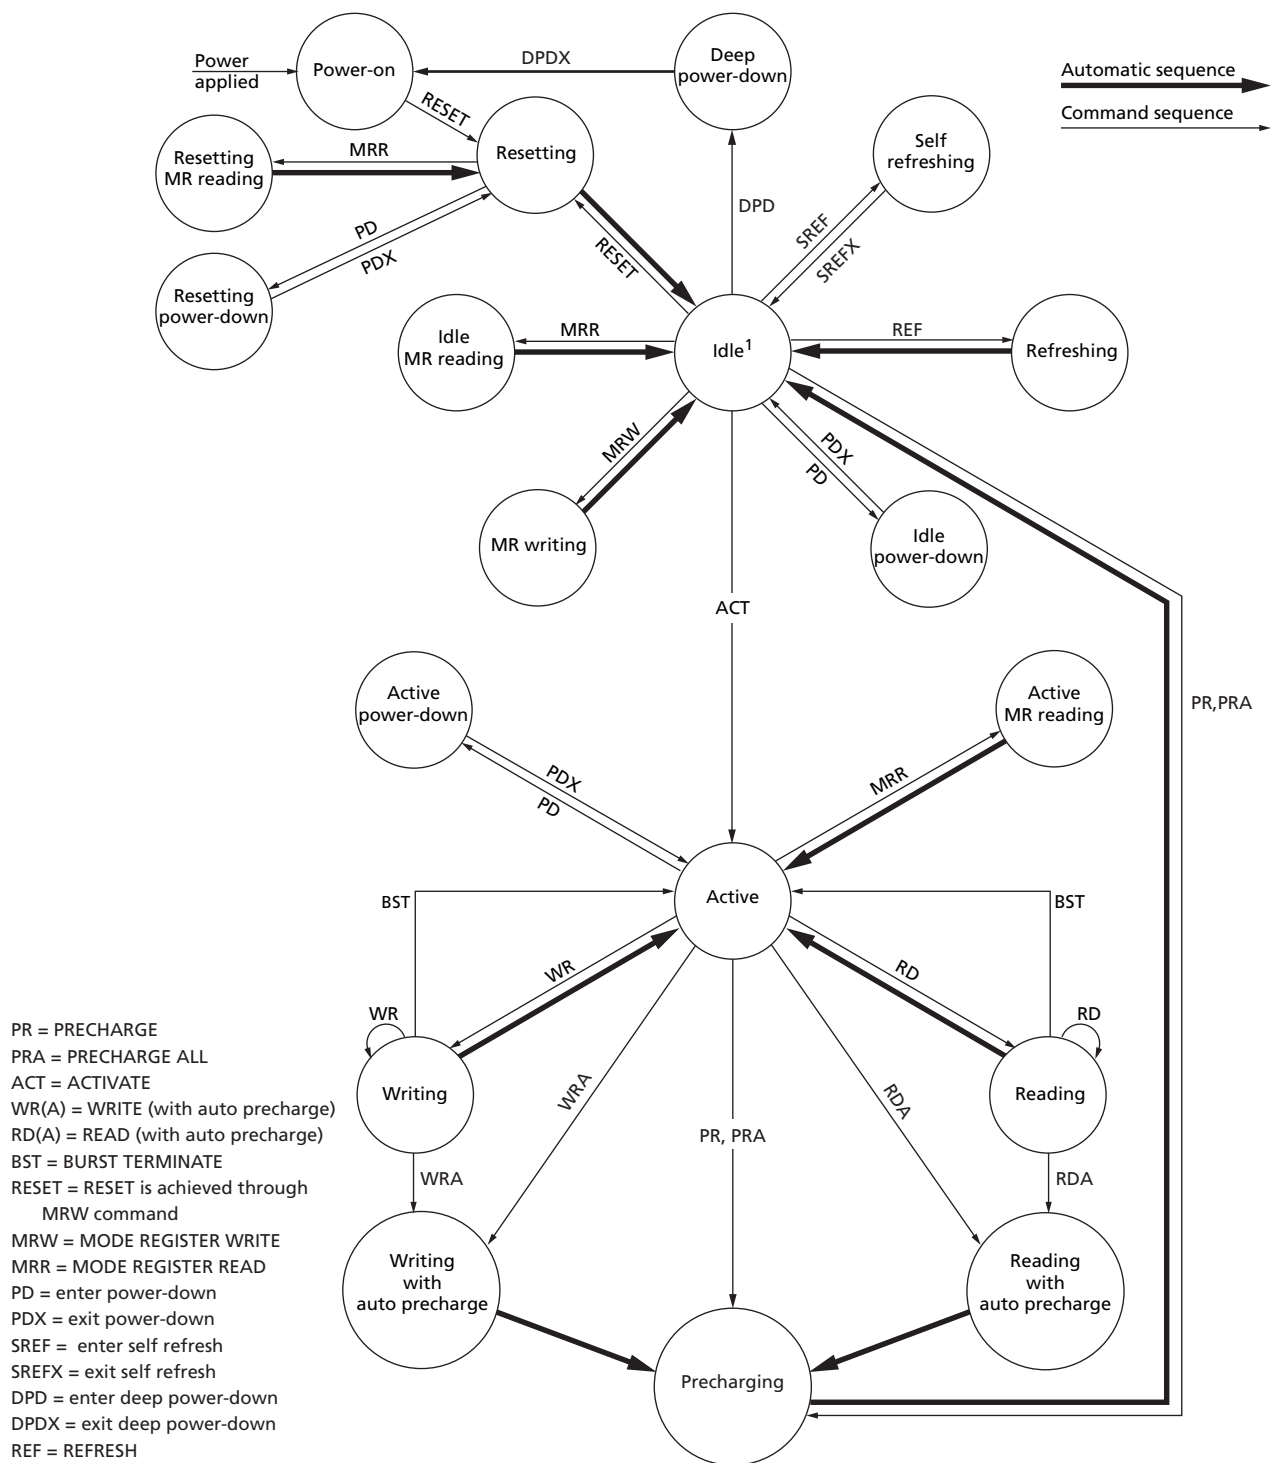 Power
applied
Power-on
DPDX
Deep
power-down
Automatic sequence
Command sequence
RESET
Resetting
MR reading
MRR
Resetting
Self
refreshing
PD
PDX
DPD
SREF
SREFX
RESET
Resetting
power-down
Idle
MR reading
MRR
Idle1
REF
Refreshing
MRW
PDX
PD
MR writing
Idle
power-down
ACT
Active
power-down
Active
MR reading
PR,PRA
PDX
PD
MRR
Active
BST
BST
WR
RD
WR
RD
Writing
Reading
WRA
RDA
PR, PRA
WRA
RDA
Writing
with
auto precharge
Reading
with
auto precharge
Precharging
PR = PRECHARGE
PRA = PRECHARGE ALL
ACT = ACTIVATE
WR(A) = WRITE (with auto precharge)
RD(A) = READ (with auto precharge)
BST = BURST TERMINATE
RESET = RESET is achieved through
MRW command
MRW = MODE REGISTER WRITE
MRR = MODE REGISTER READ
PD = enter power-down
PDX = exit power-down
SREF = enter self refresh
SREFX = exit self refresh
DPD = enter deep power-down
DPDX = exit deep power-down
REF = REFRESH